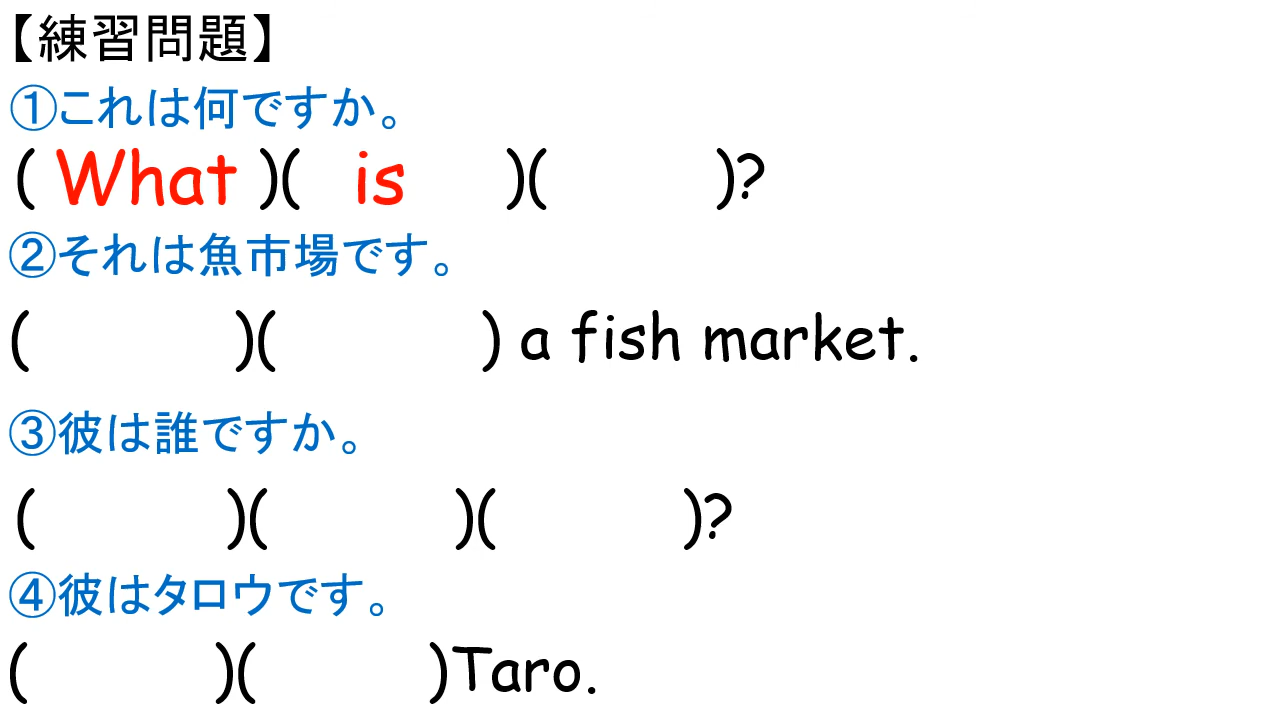 【練習問題】
①これは何ですか。
( What )( is )( )?
②それは魚市場です。
( )( ) a fish market.
③彼は誰ですか。
( )( )( )?
④彼はタロウです。
( )( )Taro.